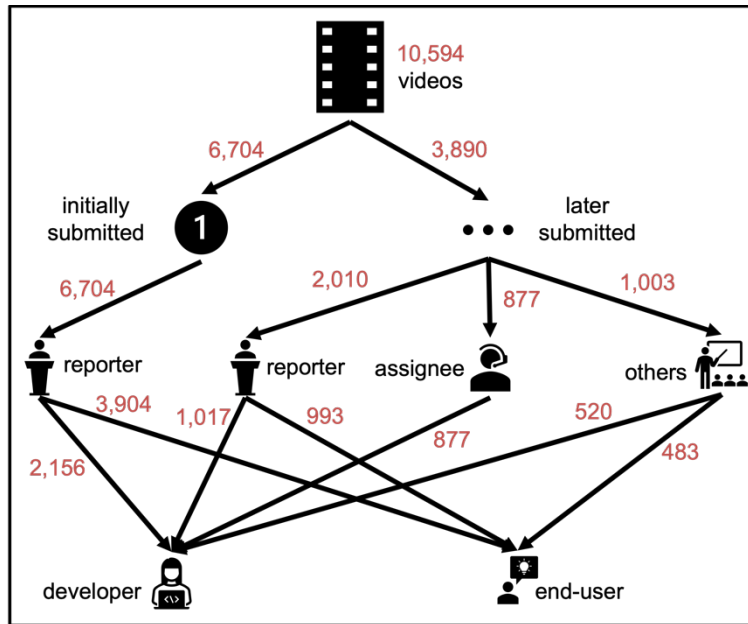 10,594
videos
6,704
3,890
initially
submitted
1
later
submitted
6,704
2,010
877
1,003
reporter
reporter
assignee
others
3,904
1,017
993
520
877
483
2,156
developer
</>
end-user